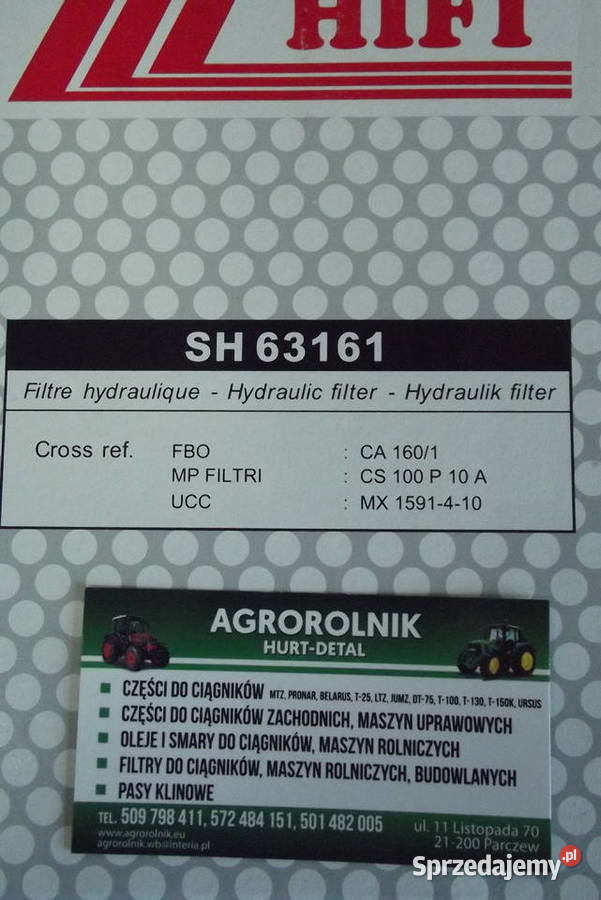 HIFI
SH 63161
Filtre hydraulique - Hydraulic filter - Hydraulik filter
Cross ref. FBO : CA 160/1
MP FILTRI : CS 100 P 10 A
UCC : MX 1591-4-10
AGROROLNIK
HURT-DETAL
CZĘŚCI DO CIĄGNIKÓW MTZ, PRONAR, BELARUS, T-25, LTZ, JUMZ, DT-75, T-100, T-130, T-150K, URSUS
CZĘŚCI DO CIĄGNIKÓW ZACHODNICH, MASZYN UPRAWOWYCH
OLEJE I SMARY DO CIĄGNIKÓW, MASZYN ROLNICZYCH
FILTRY DO CIĄGNIKÓW, MASZYN ROLNICZYCH, BUDOWLANYCH
PASY KLINOWE
TEL. 509 798 411, 572 484 151, 501 482 005
www.agrorolnik.eu
agrorolnik.wb@interia.pl
ul. 11 Listopada 70
21-200 Parczew
Sprzedajemy.pl